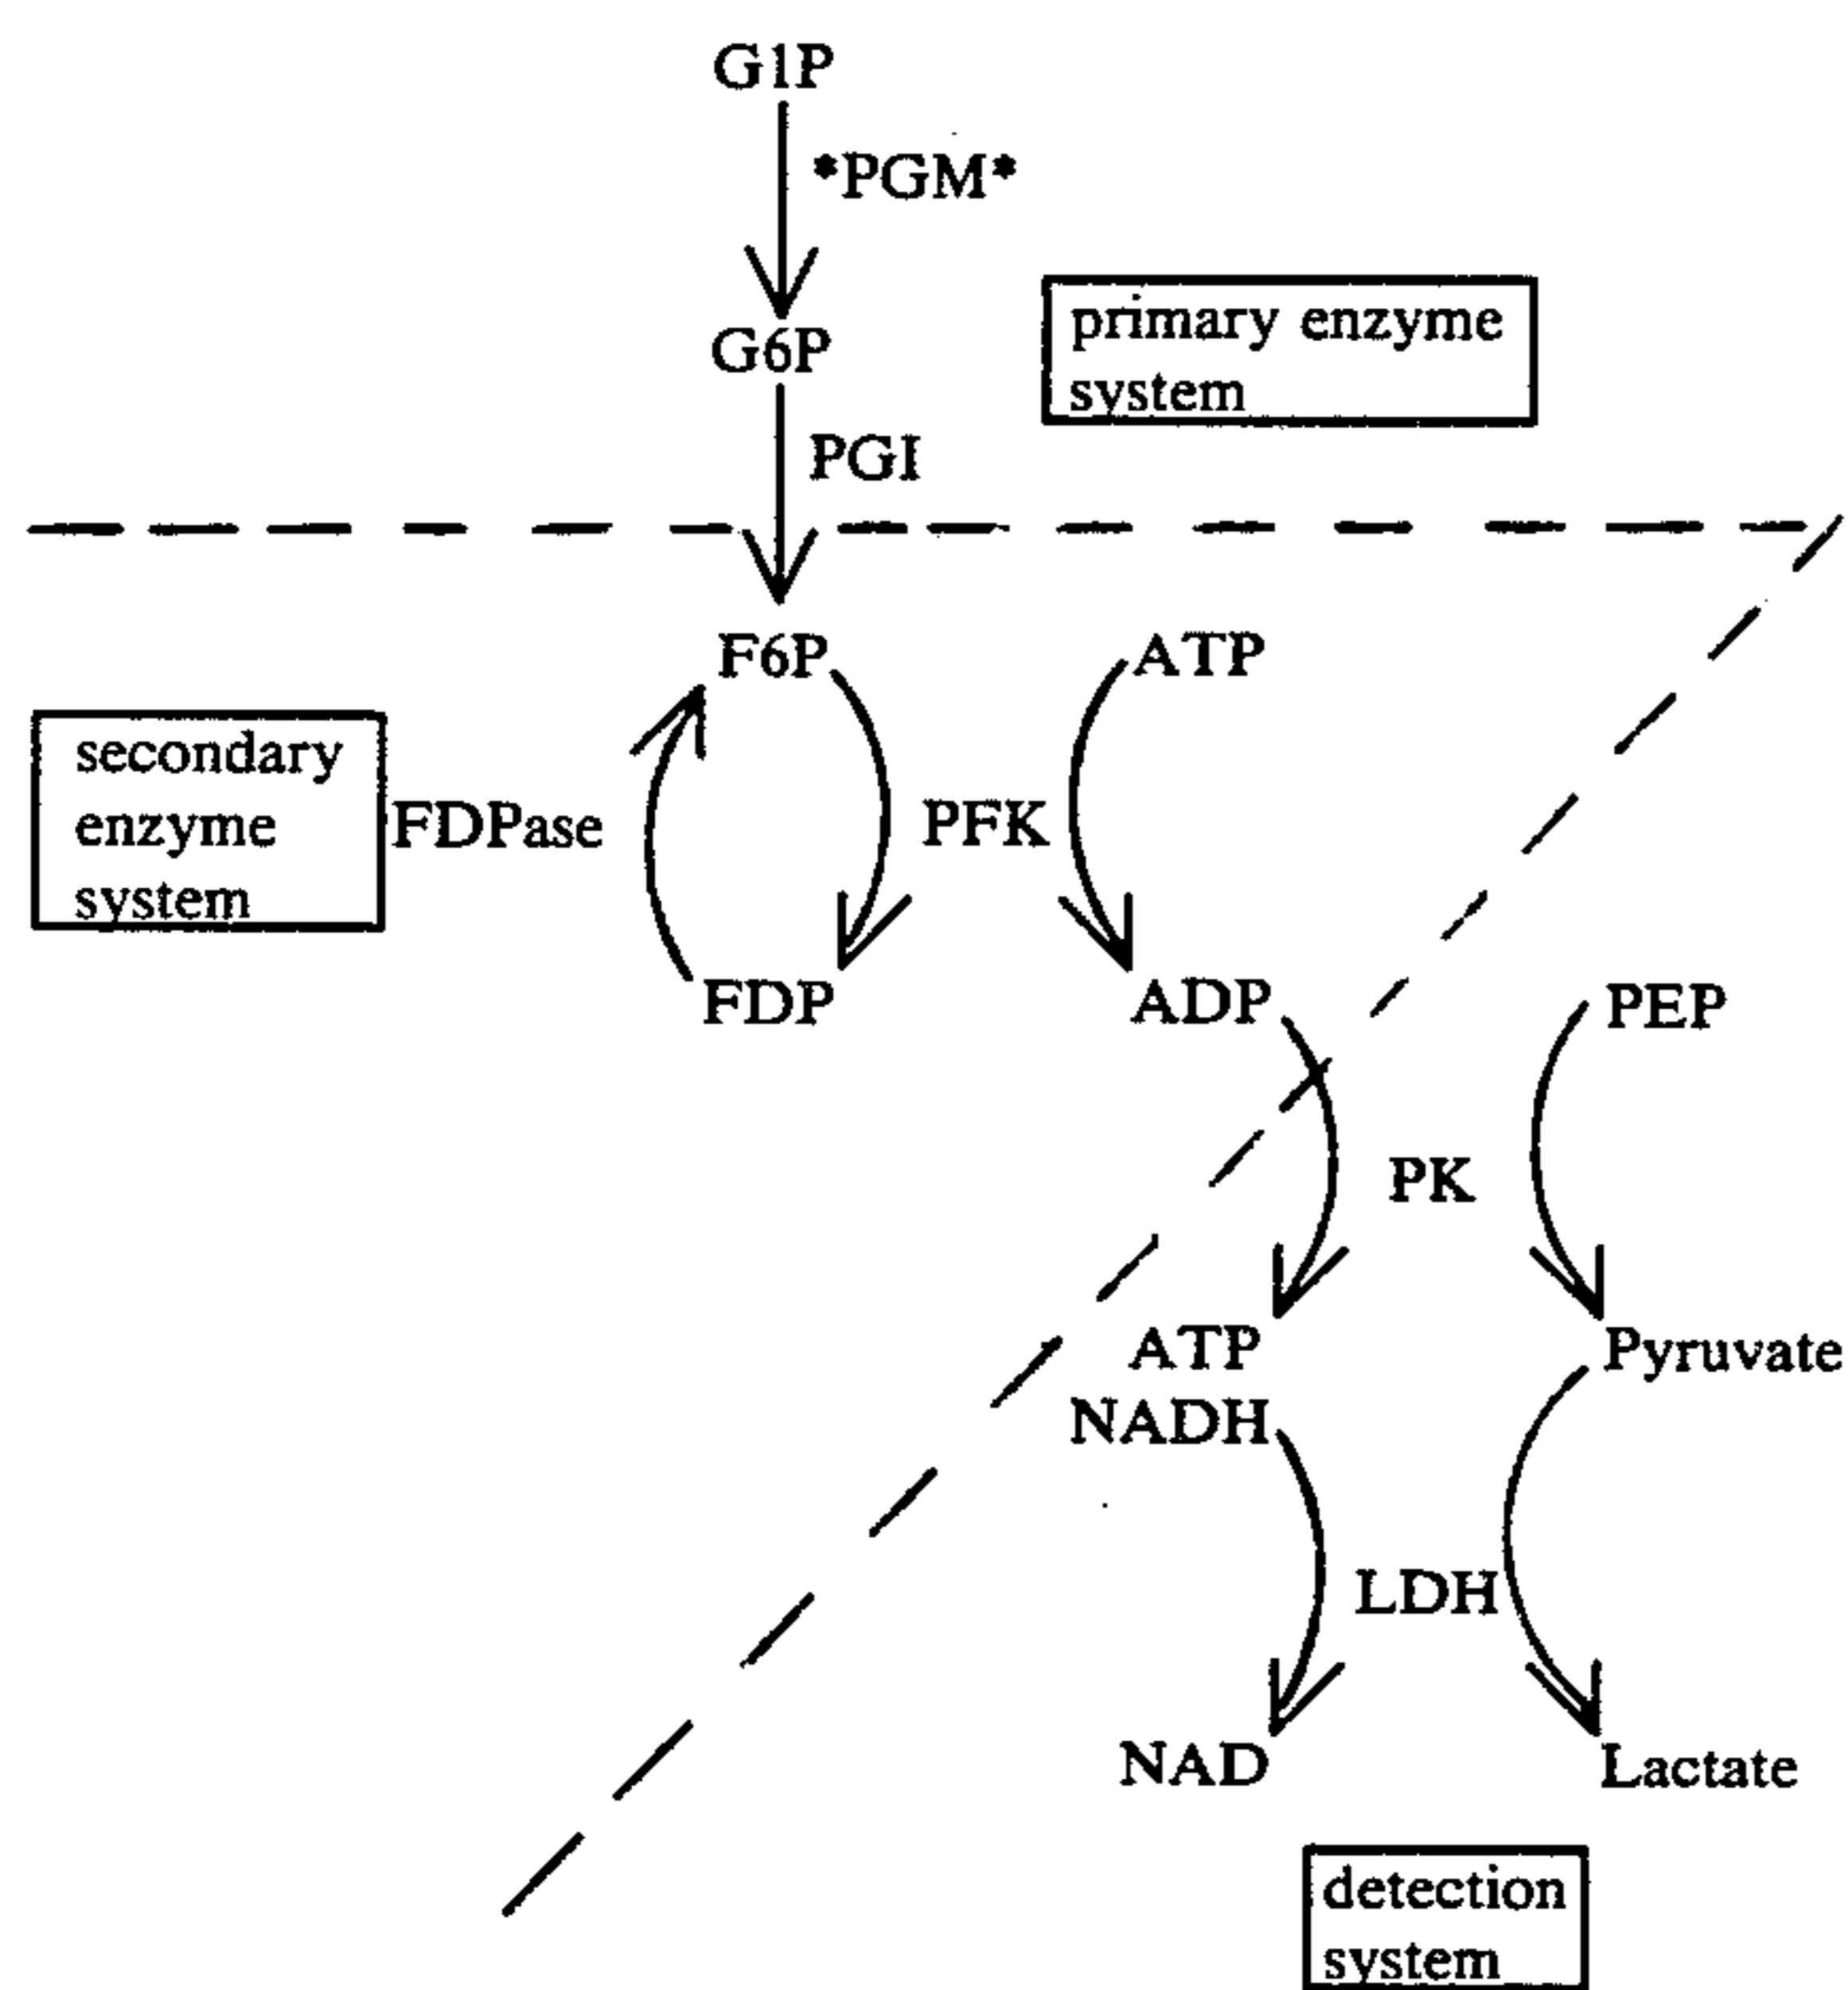 G1P
*PGM*
G6P
primary enzyme
system
PGI
F6P
ATP
secondary
enzyme
system
FDPase
PFK
FDP
ADP
PEP
PK
ATP
Pyruvate
NADH
LDH
NAD
Lactate
detection
system